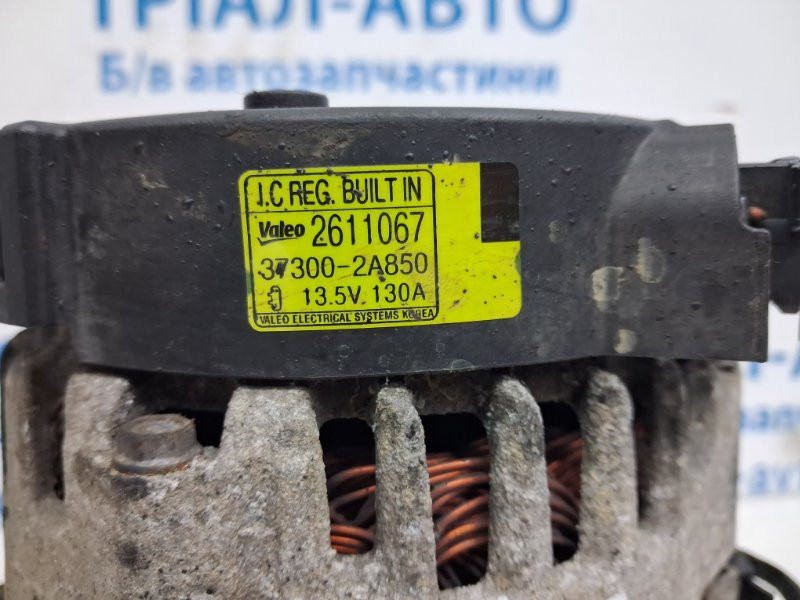 ТРІАЛ-АВТО
Б/в автозапчастини
I.C REG. BUILT IN
Valeo 2611067
37300-2A850
13.5V 130A
VALEO ELECTRICAL SYSTEMS KOREA